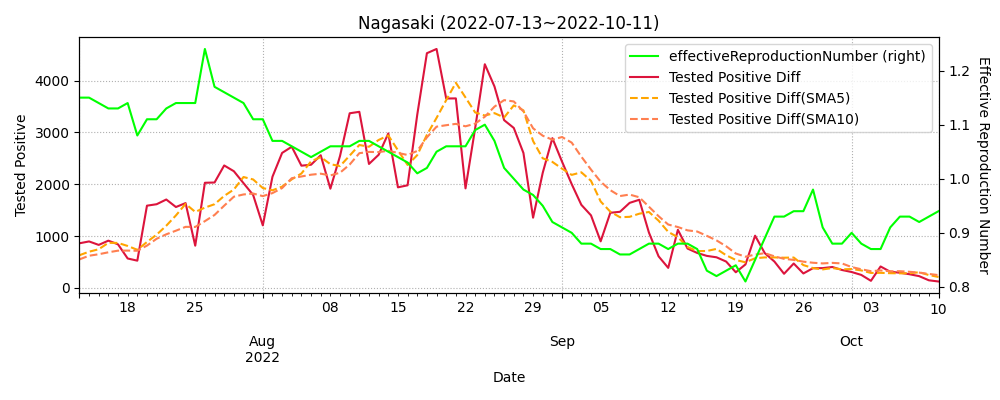 Nagasaki (2022-07-13~2022-10-11)
effectiveReproductionNumber (right)
Tested Positive Diff
Tested Positive Diff(SMA5)
Tested Positive Diff(SMA10)
Tested Positive
4000
3000
2000
1000
0
Effective Reproduction Number
1.2
1.1
1.0
0.9
0.8
18 25 08 15 22 29 05 12 19 26 03 10
Aug Sep Oct
2022
Date